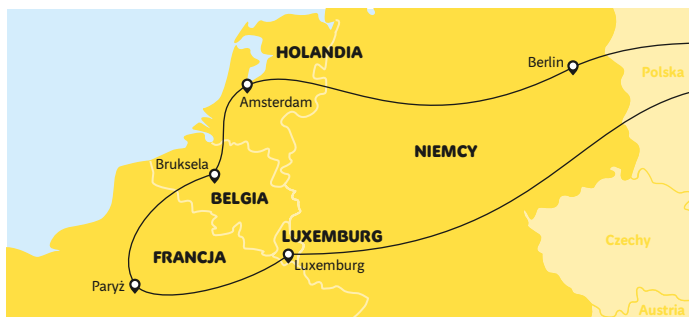 HOLANDIA
Berlin
Polska
Amsterdam
NIEMCY
Bruksela
BELGIA
LUXEMBURG
Czechy
FRANCJA
Luxemburg
Paryż
Austria